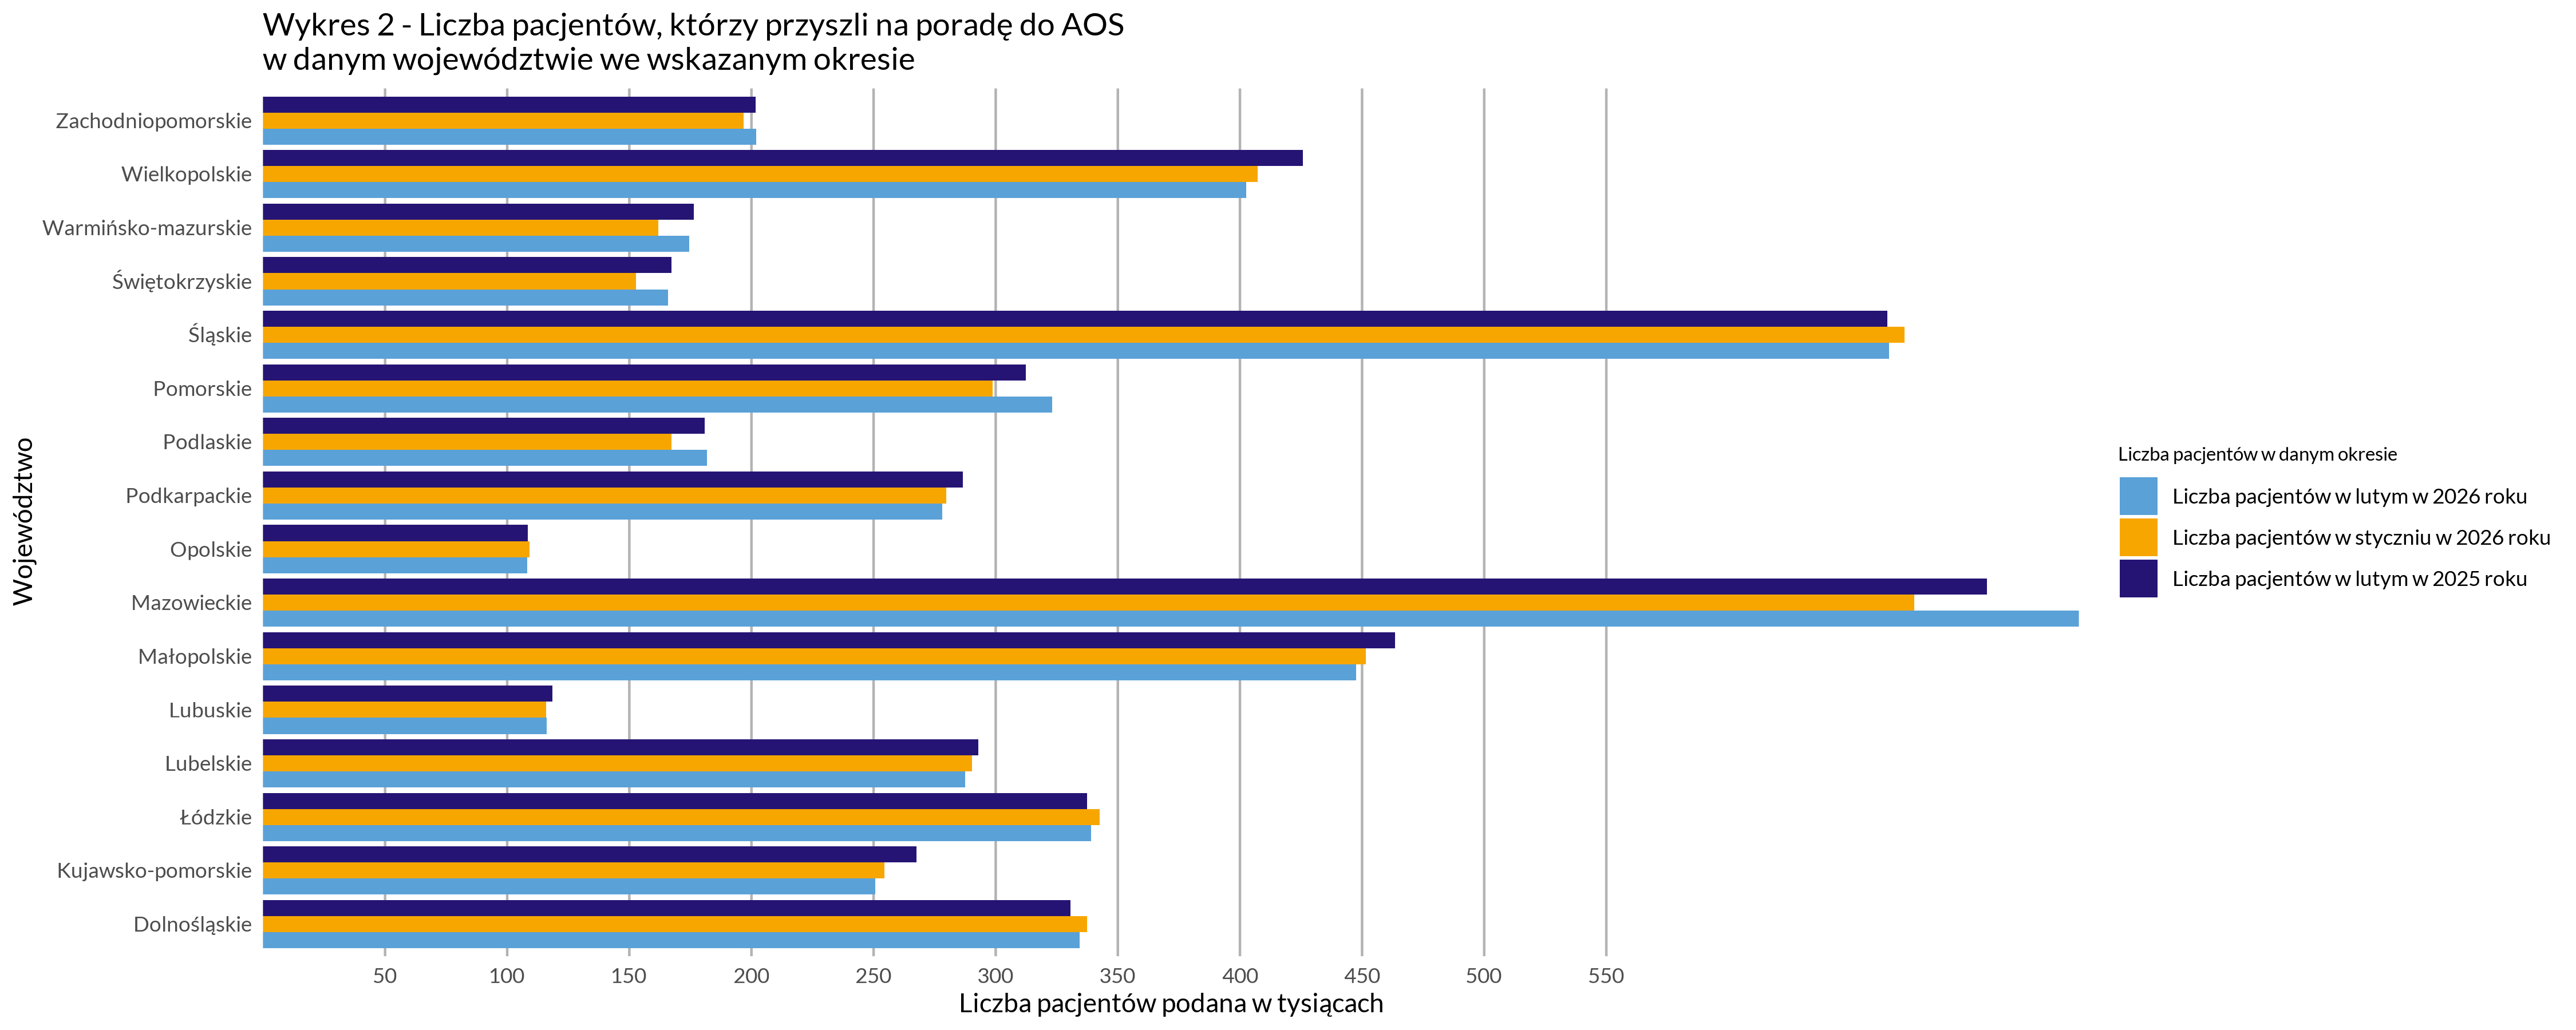 Wykres 2 - Liczba pacjentów, którzy przyszli na poradę do AOS
w danym województwie we wskazanym okresie
Województwo
Zachodniopomorskie
Wielkopolskie
Warmińsko-mazurskie
Świętokrzyskie
Śląskie
Pomorskie
Podlaskie
Podkarpackie
Opolskie
Mazowieckie
Małopolskie
Lubuskie
Lubelskie
Łódzkie
Kujawsko-pomorskie
Dolnośląskie
50 100 150 200 250 300 350 400 450 500 550
Liczba pacjentów podana w tysiącach
Liczba pacjentów w danym okresie
Liczba pacjentów w lutym w 2026 roku
Liczba pacjentów w styczniu w 2026 roku
Liczba pacjentów w lutym w 2025 roku